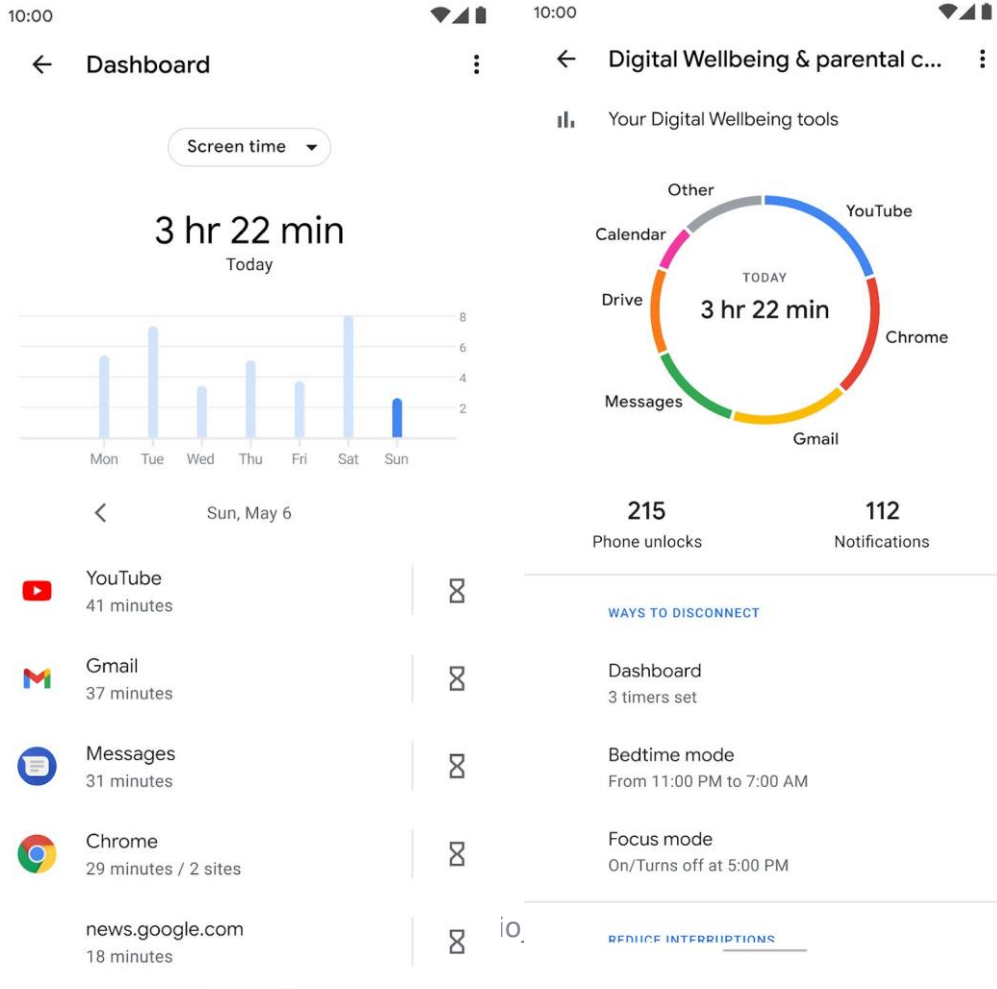 10:00
Dashboard
Screen time
3 hr 22 min
Today
8
6
4
2
Mon Tue Wed Thu Fri Sat Sun
Sun, May 6
YouTube
41 minutes
Gmail
37 minutes
Messages
31 minutes
Chrome
29 minutes / 2 sites
news.google.com
18 minutes
10:00
Digital Wellbeing & parental c...
Your Digital Wellbeing tools
Other
YouTube
Calendar
TODAY
Drive
3 hr 22 min
Chrome
Messages
Gmail
215
Phone unlocks
112
Notifications
WAYS TO DISCONNECT
Dashboard
3 timers set
Bedtime mode
From 11:00 PM to 7:00 AM
Focus mode
On/Turns off at 5:00 PM
REDUCE INTERRUPTIONS